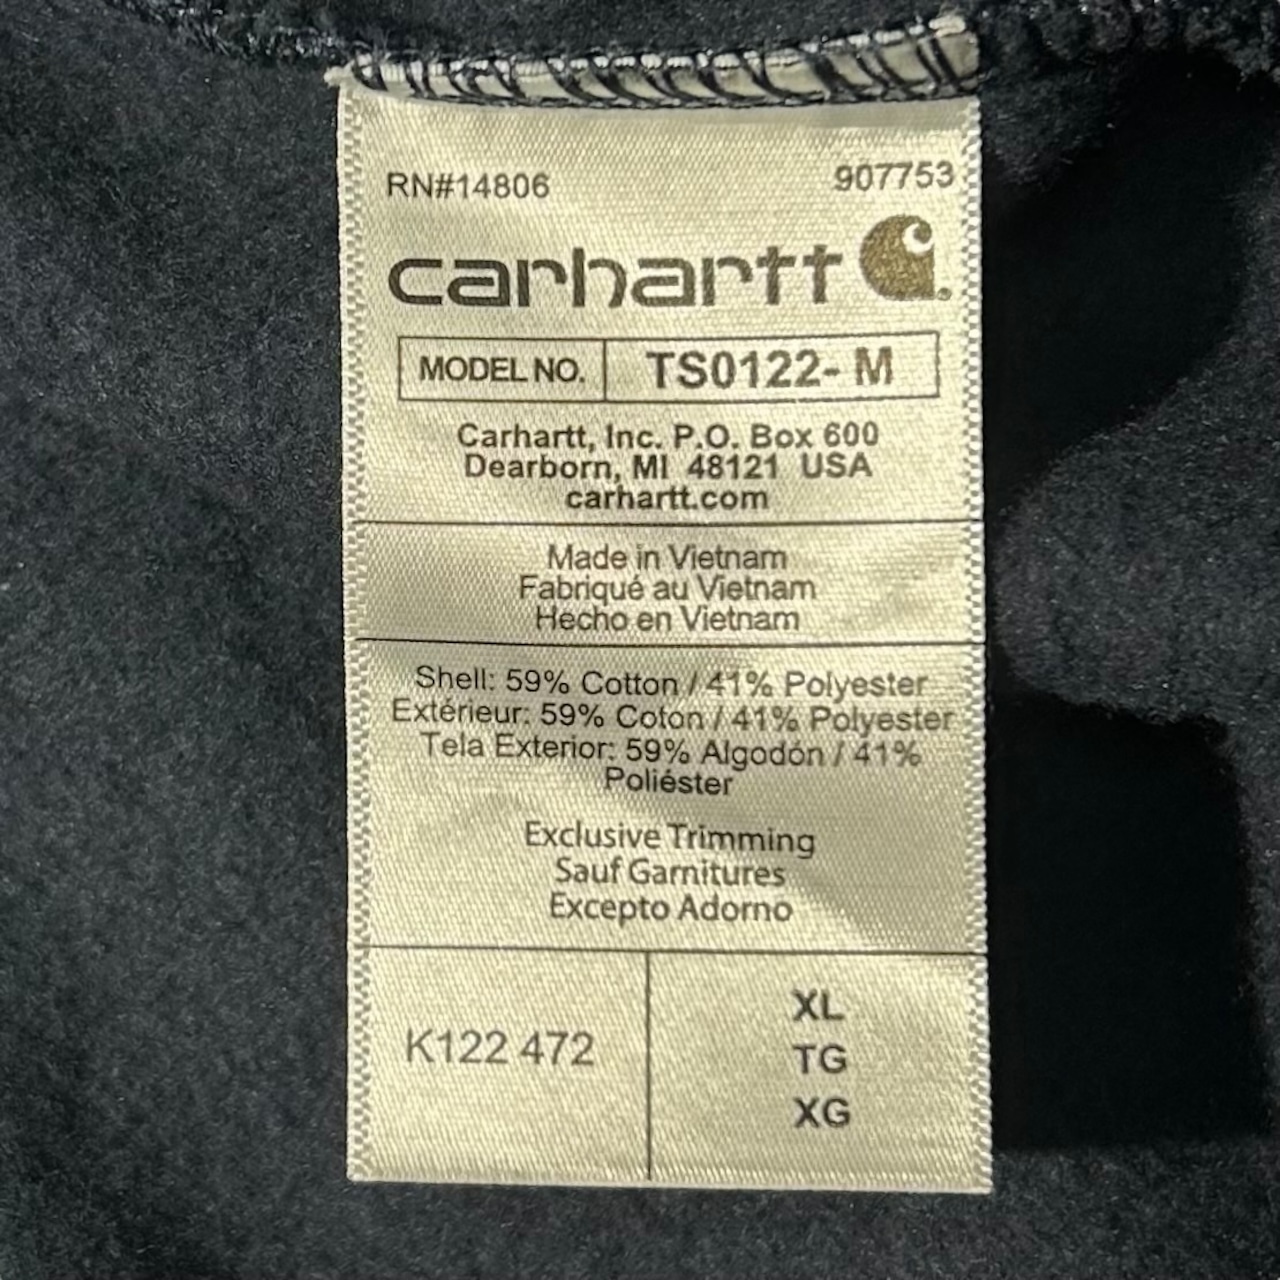 RN#14806 907753
carhartt
MODEL NO. TS0122- M
Carhartt, Inc. P.O. Box 600
Dearborn, MI 48121 USA
carhartt.com
Made in Vietnam
Fabriqué au Vietnam
Hecho en Vietnam
Shell: 59% Cotton / 41% Polyester
Extérieur: 59% Coton / 41% Polyester
Tela Exterior: 59% Algodón / 41%
Poliéster
Exclusive Trimming
Sauf Garnitures
Excepto Adorno
K122 472
XL
TG
XG